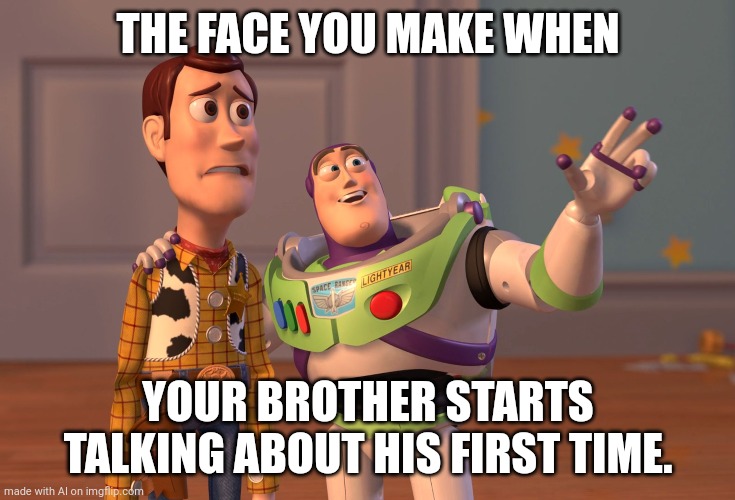 THE FACE YOU MAKE WHEN
SPACE RANGER
LIGHTYEAR
YOUR BROTHER STARTS
TALKING ABOUT HIS FIRST TIME.
made with AI on imgflip.com